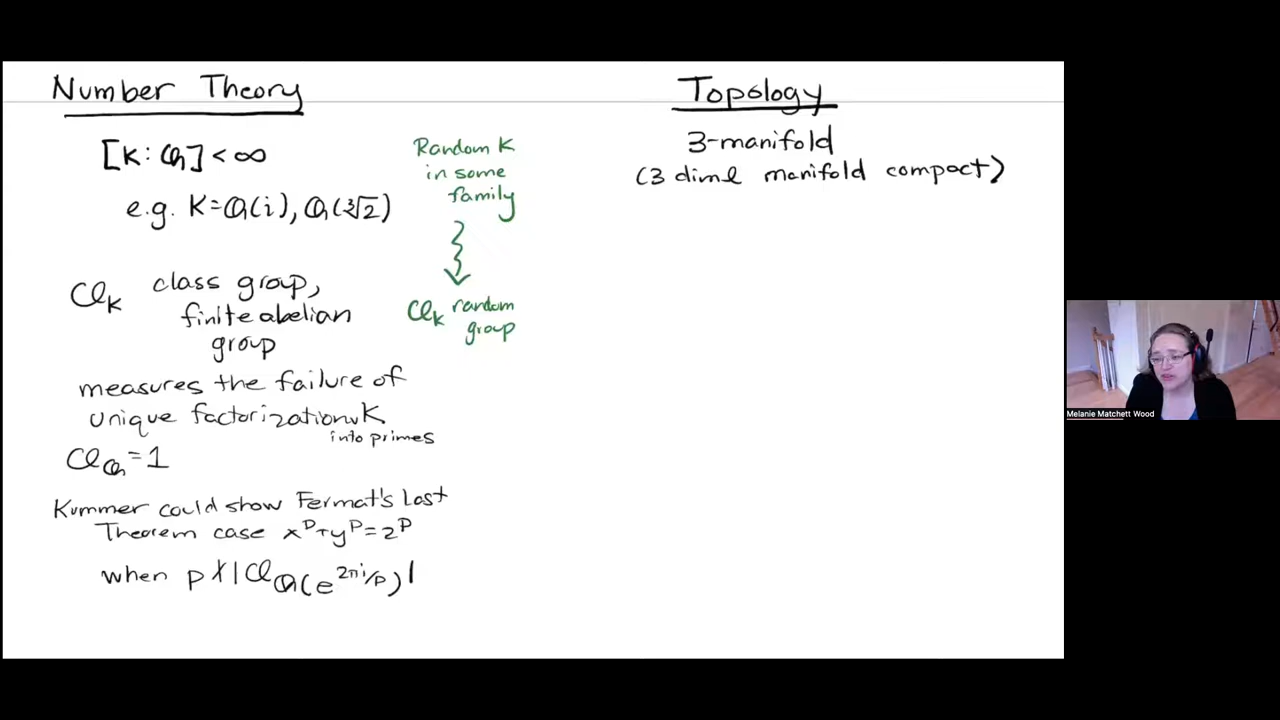 Number Theory
[K:ℚ] < ∞
e.g. K=ℚ(i), ℚ(∛2)
Random K
in some
family
Cl_K random
group
Cl_K class group,
finite abelian
group
measures the failure of
unique factorization K
into primes
Cl_ℚ = 1
Kummer could show Fermat's Last
Theorem case x^p+y^p=z^p
when p∤|Cl_ℚ(e^{2πi/p})|
Topology
3-manifold
(3 dim'l manifold compact)
Melanie Matchett Wood